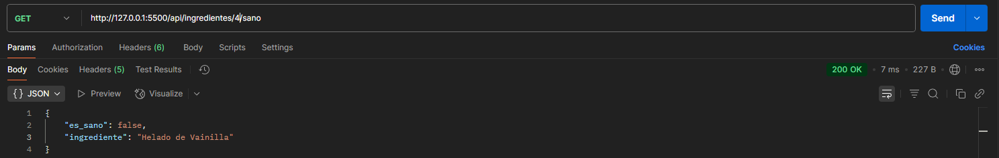 GET http://127.0.0.1:5500/api/ingredientes/4/sano Send
Params Authorization Headers (6) Body Scripts Settings Cookies
Body Cookies Headers (5) Test Results 200 OK • 7 ms • 227 B •
{} JSON Preview Visualize
1 {
2 "es_sano": false,
3 "ingrediente": "Helado de Vainilla"
4 }